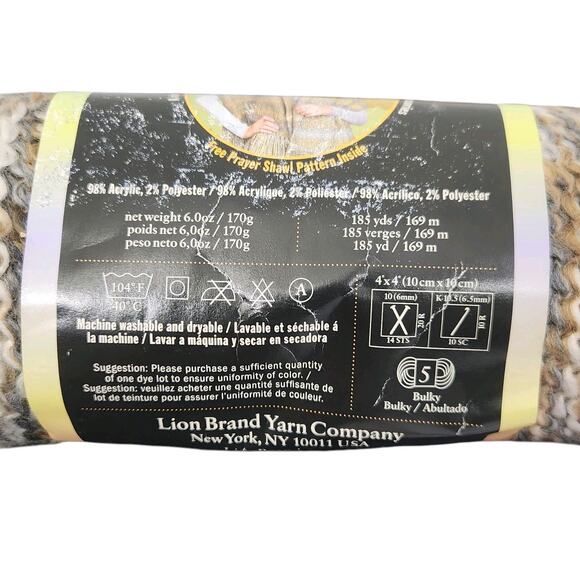 Free Prayer Shawl Pattern Inside
98% Acrylic, 2% Polyester / 98% Acrylique, 2% Poliester / 98% Acrilico, 2% Polyester
net weight 6.0oz / 170g
poids net 6,0oz / 170g
peso neto 6,0oz / 170g
185 yds / 169 m
185 verges / 169 m
185 yd / 169 m
104°F
40°C
A
Machine washable and dryable / Lavable et séchable á
la machine / Lavar a máquina y secar en secadora
Suggestion: Please purchase a sufficient quantity
of one dye lot to ensure uniformity of color. /
Suggestion: veuillez acheter une quantité suffisante de
lot de teinture pour assurer l'uniformité de couleur.
4"x 4" (10 cm x 10 cm)
10 (6mm)
20 R
14 STS
K-10.5 (6.5mm)
10 R
10 SC
5
Bulky
Bulky / Abultado
Lion Brand Yarn Company
New York, NY 10011 USA